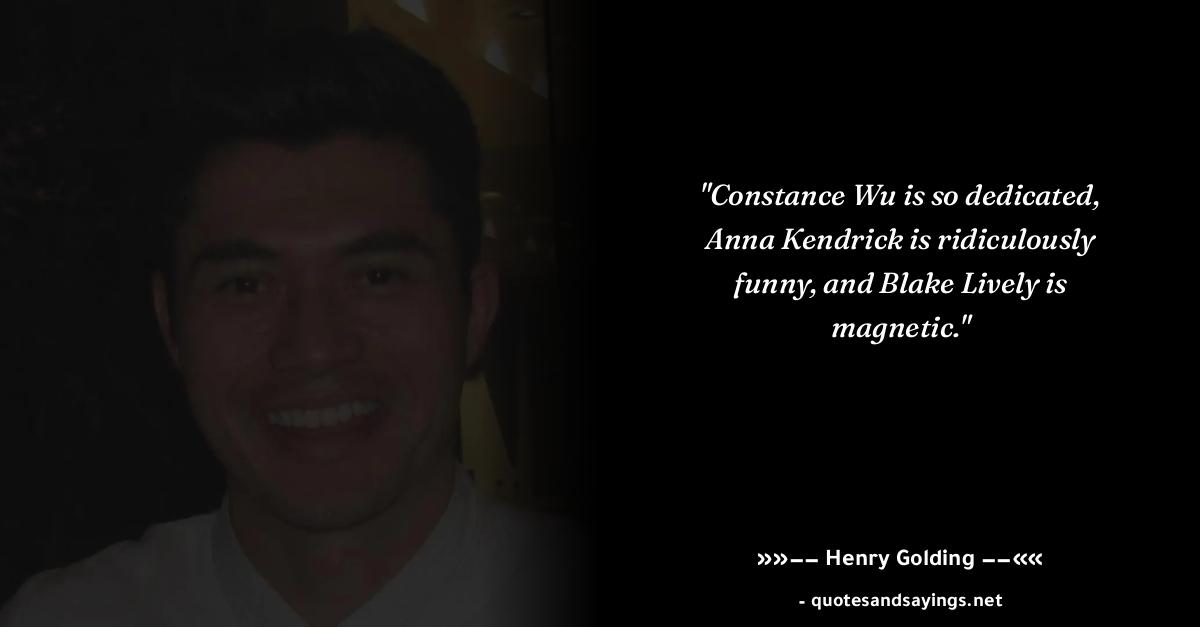 "Constance Wu is so dedicated,
Anna Kendrick is ridiculously
funny, and Blake Lively is
magnetic."
»»−− Henry Golding −−««
- quotesandsayings.net